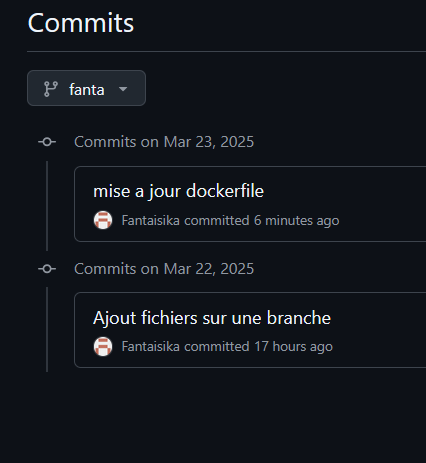 Commits
fanta
Commits on Mar 23, 2025
mise a jour dockerfile
Fantaisika committed 6 minutes ago
Commits on Mar 22, 2025
Ajout fichiers sur une branche
Fantaisika committed 17 hours ago